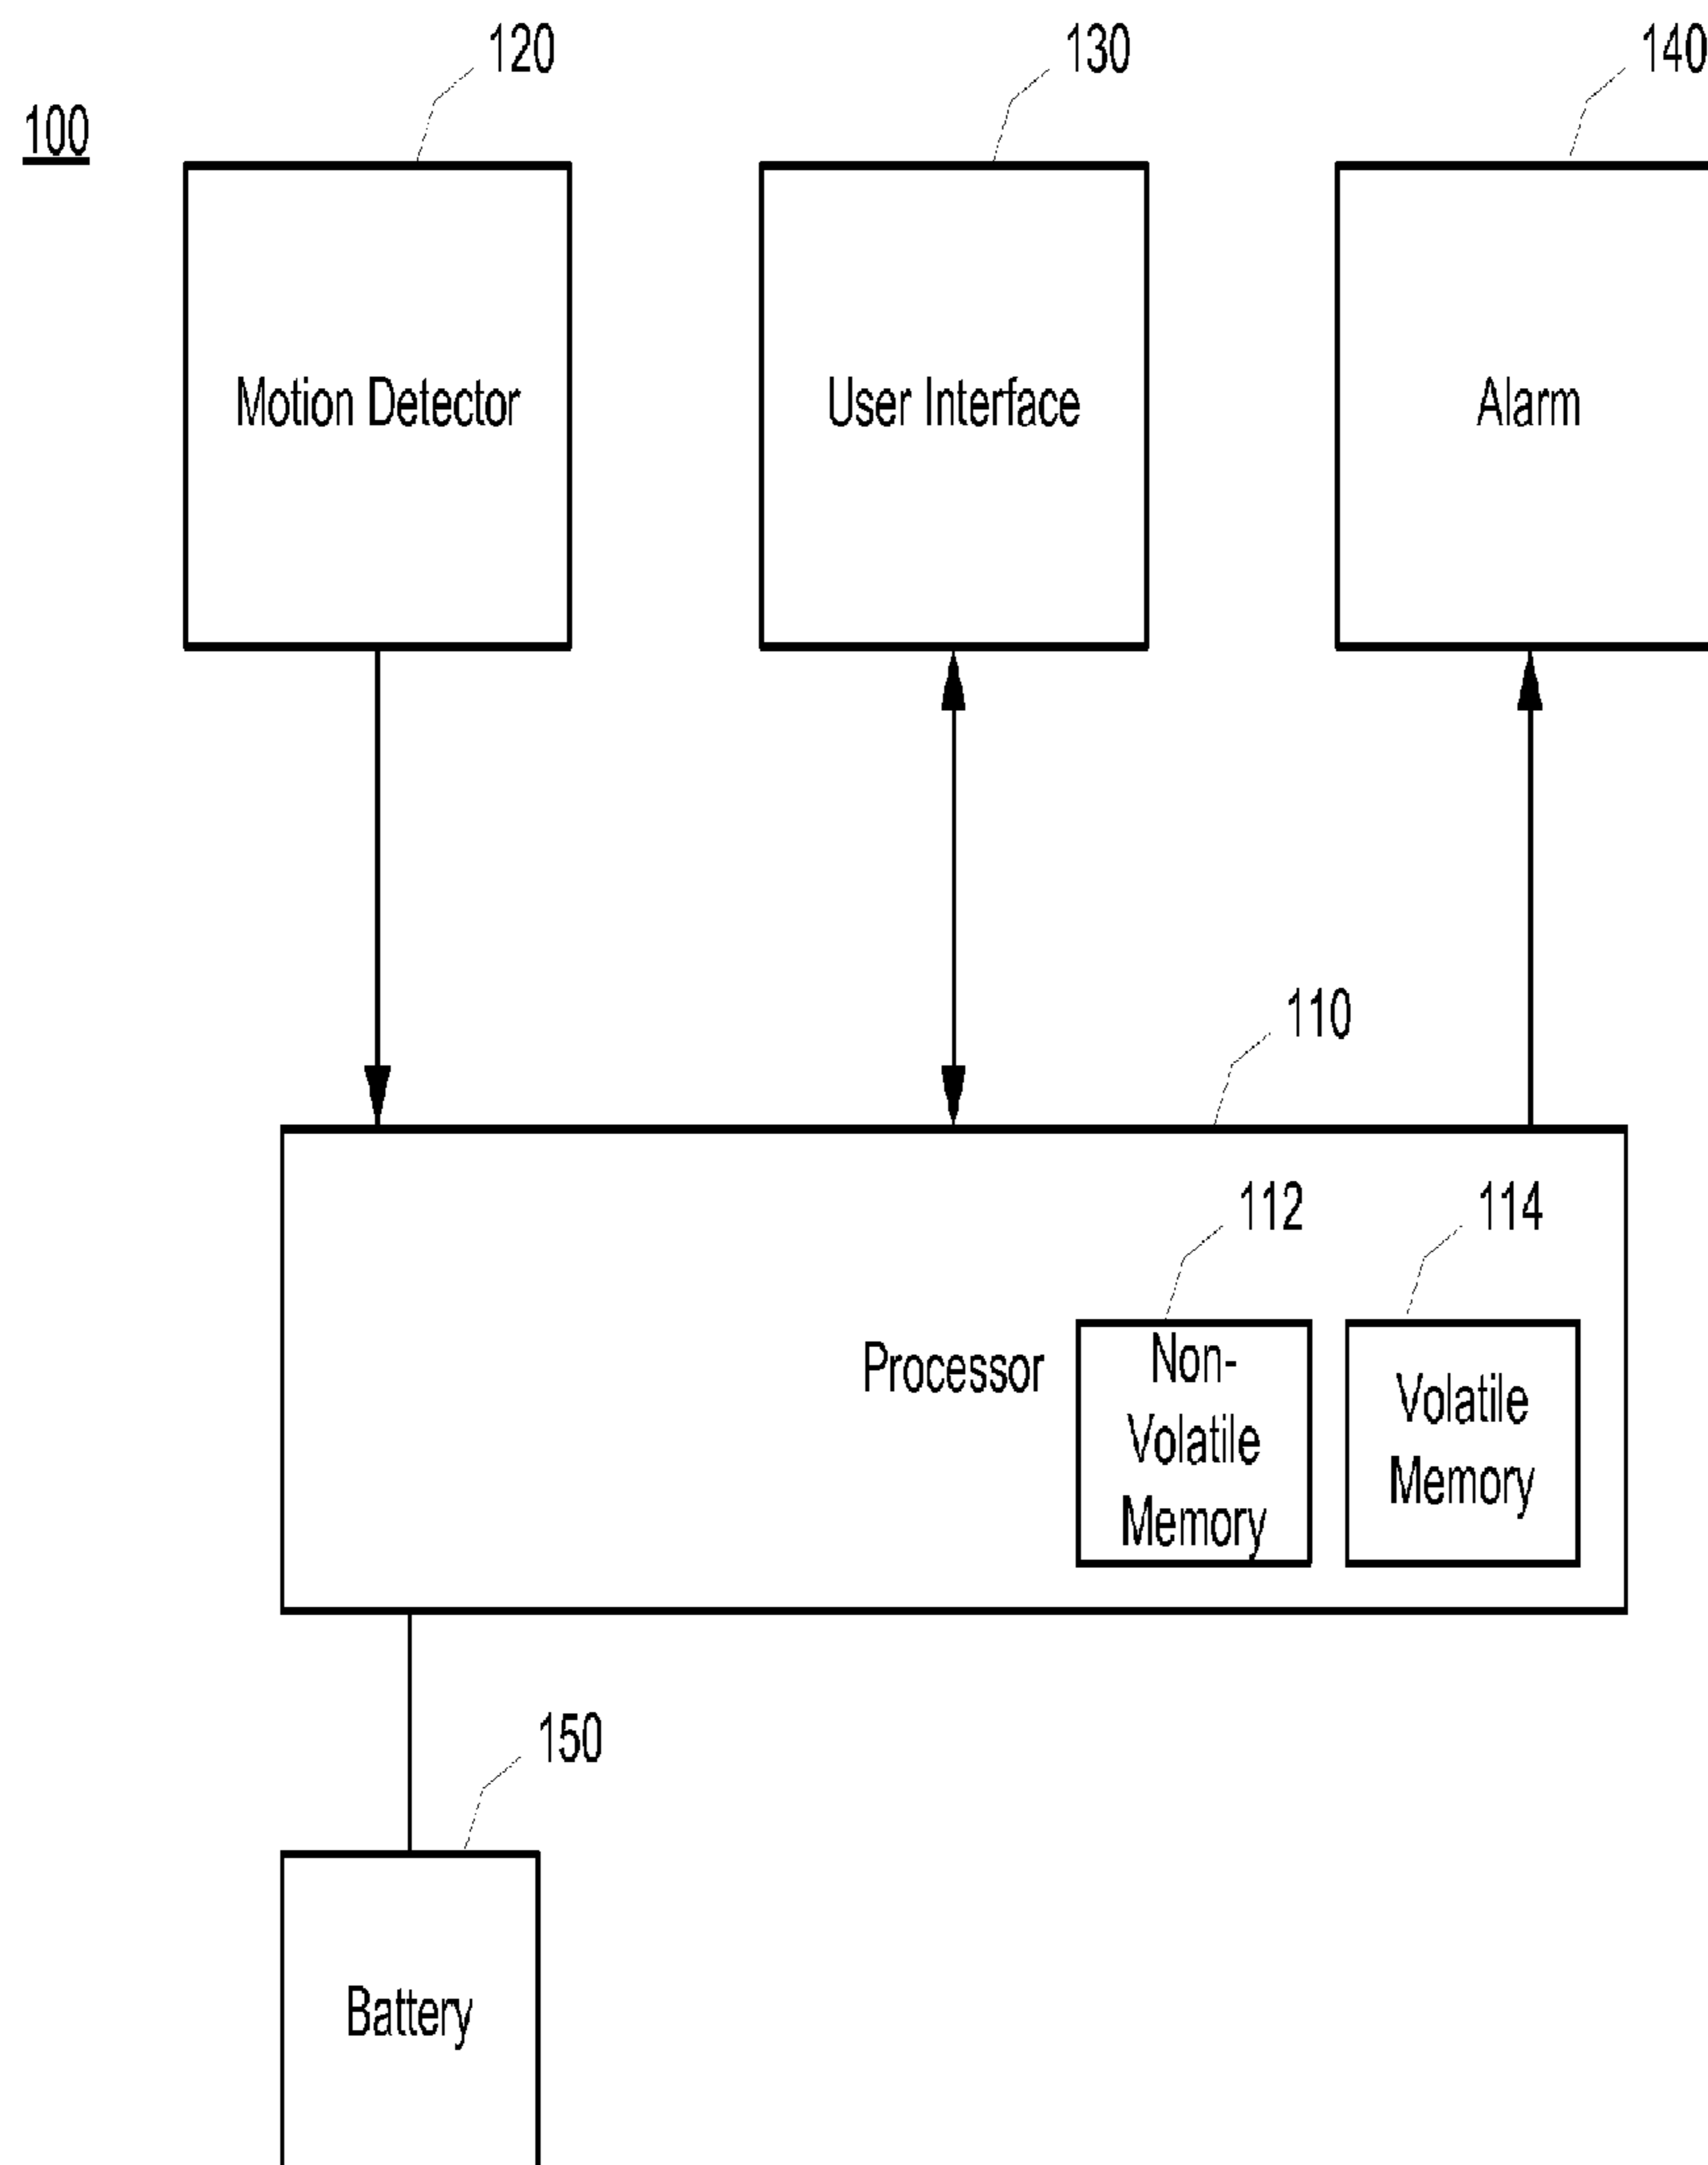 120
130
140
100
Motion Detector
User Interface
Alarm
110
112
114
Processor
Non-
Volatile
Memory
Volatile
Memory
150
Battery